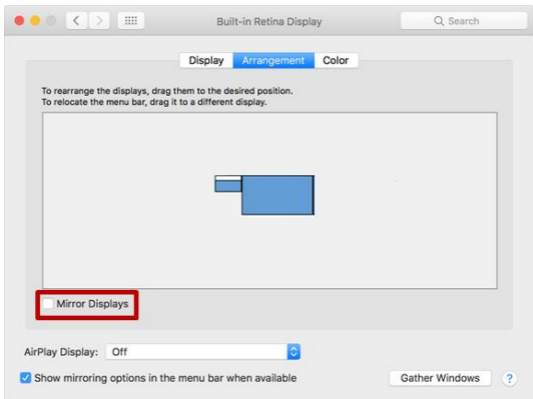 Built-in Retina Display
Search
Display Arrangement Color
To rearrange the displays, drag them to the desired position.
To relocate the menu bar, drag it to a different display.
Mirror Displays
AirPlay Display: Off
Show mirroring options in the menu bar when available
Gather Windows ?